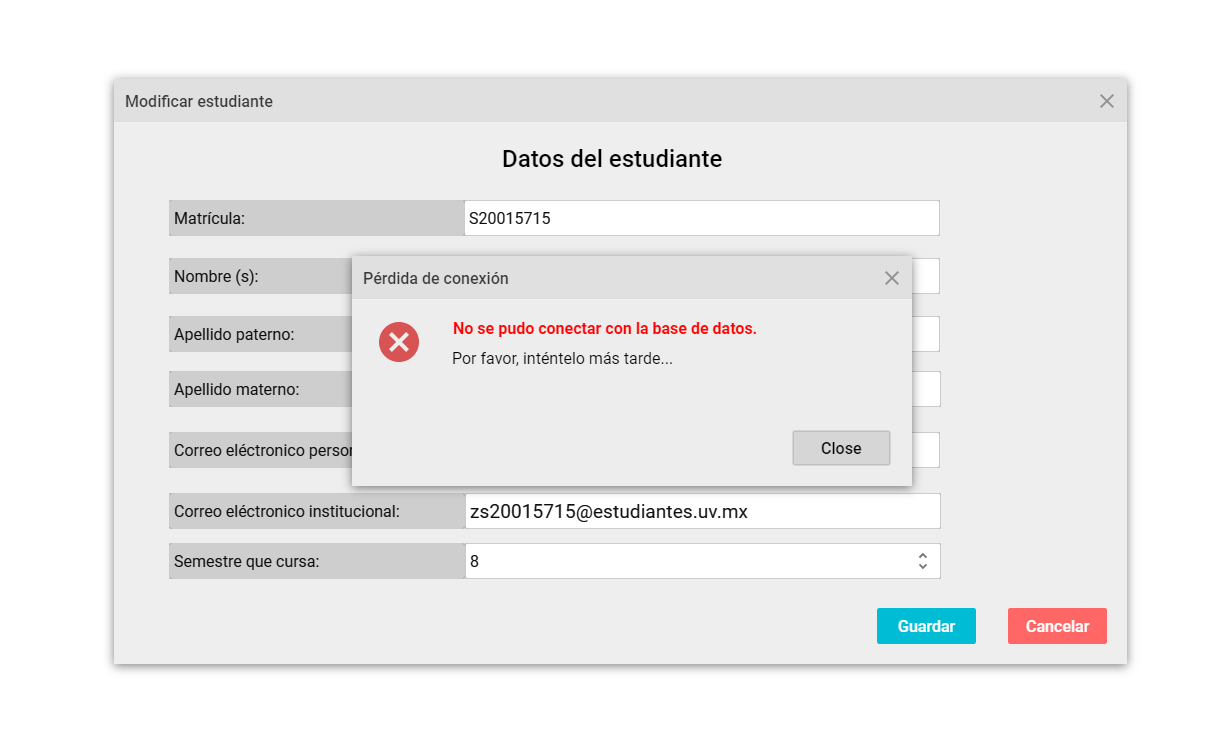 Modificar estudiante
Datos del estudiante
Matrícula: S20015715
Nombre (s):
Pérdida de conexión
No se pudo conectar con la base de datos.
Por favor, inténtelo más tarde...
Close
Apellido paterno:
Apellido materno:
Correo eléctronico
Correo eléctronico institucional: zs20015715@estudiantes.uv.mx
Semestre que cursa: 8
Guardar Cancelar